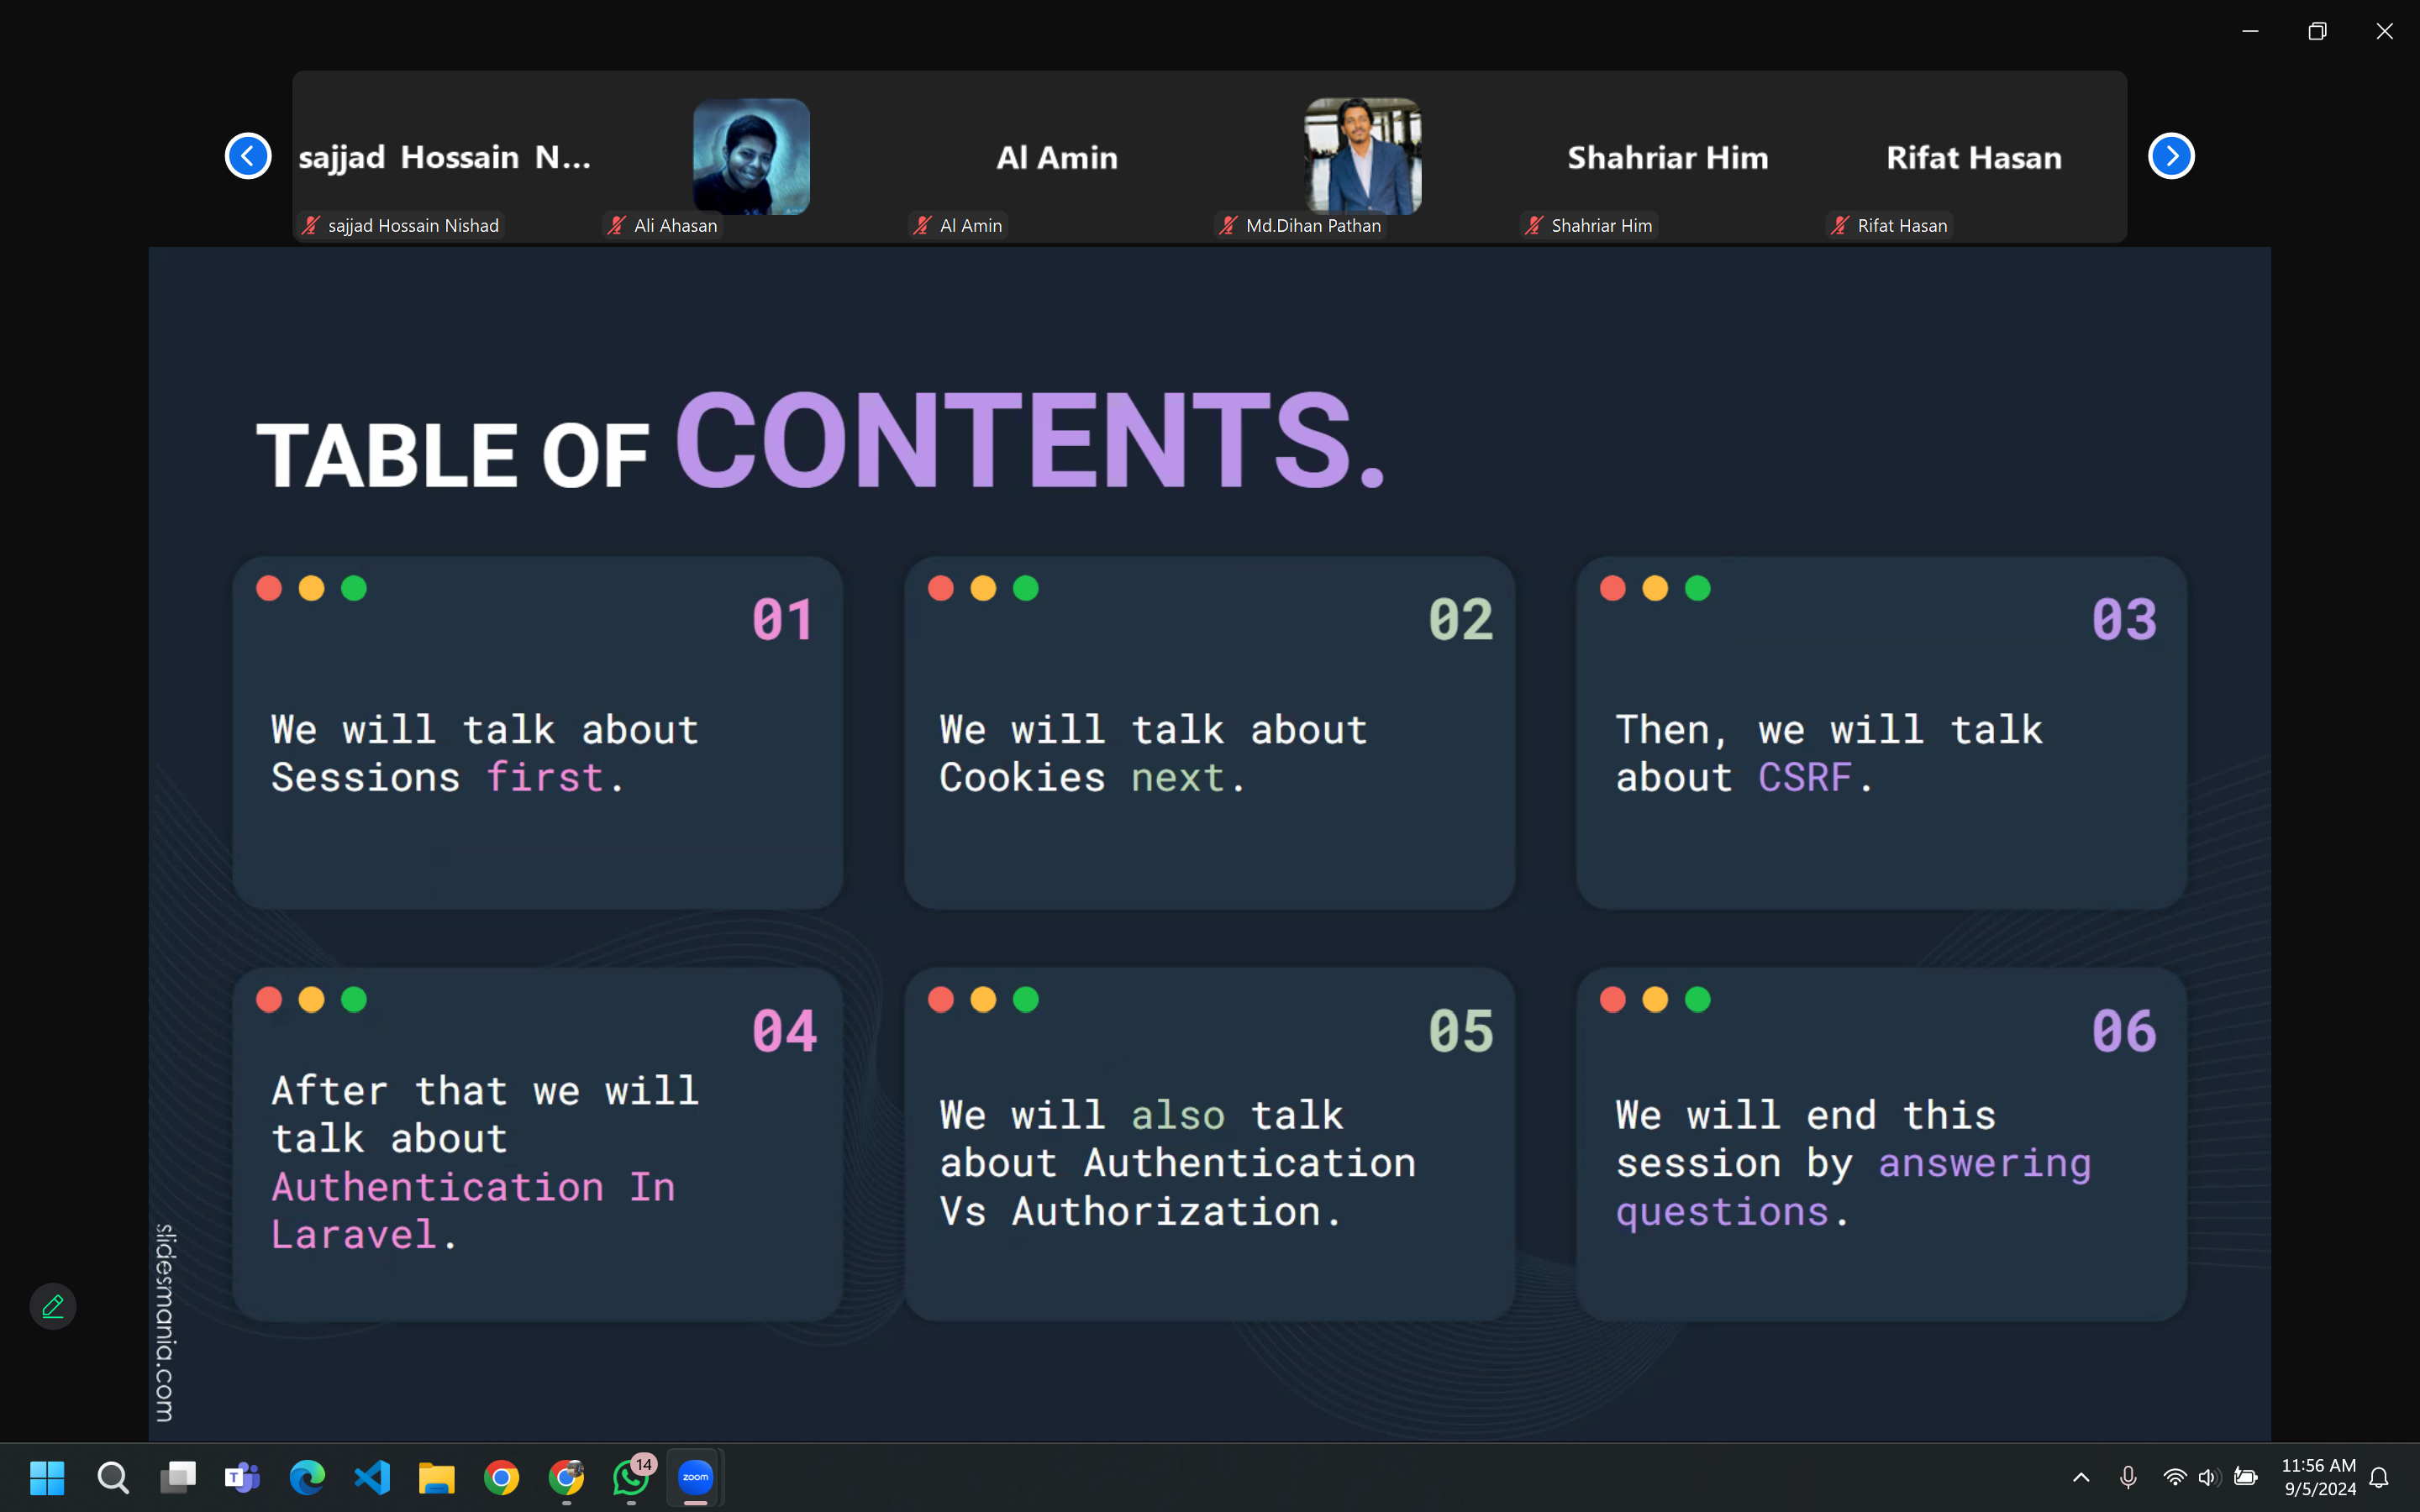 sajjad Hossain N...
Al Amin
Shahriar Him
Rifat Hasan
sajjad Hossain Nishad
Ali Ahasan
Al Amin
Md.Dihan Pathan
Shahriar Him
Rifat Hasan
TABLE OF CONTENTS.
01
We will talk about
Sessions first.
02
We will talk about
Cookies next.
03
Then, we will talk
about CSRF.
04
After that we will
talk about
Authentication In
Laravel.
05
We will also talk
about Authentication
Vs Authorization.
06
We will end this
session by answering
questions.
slidesmania.com
T
14
zoom
11:56 AM
9/5/2024